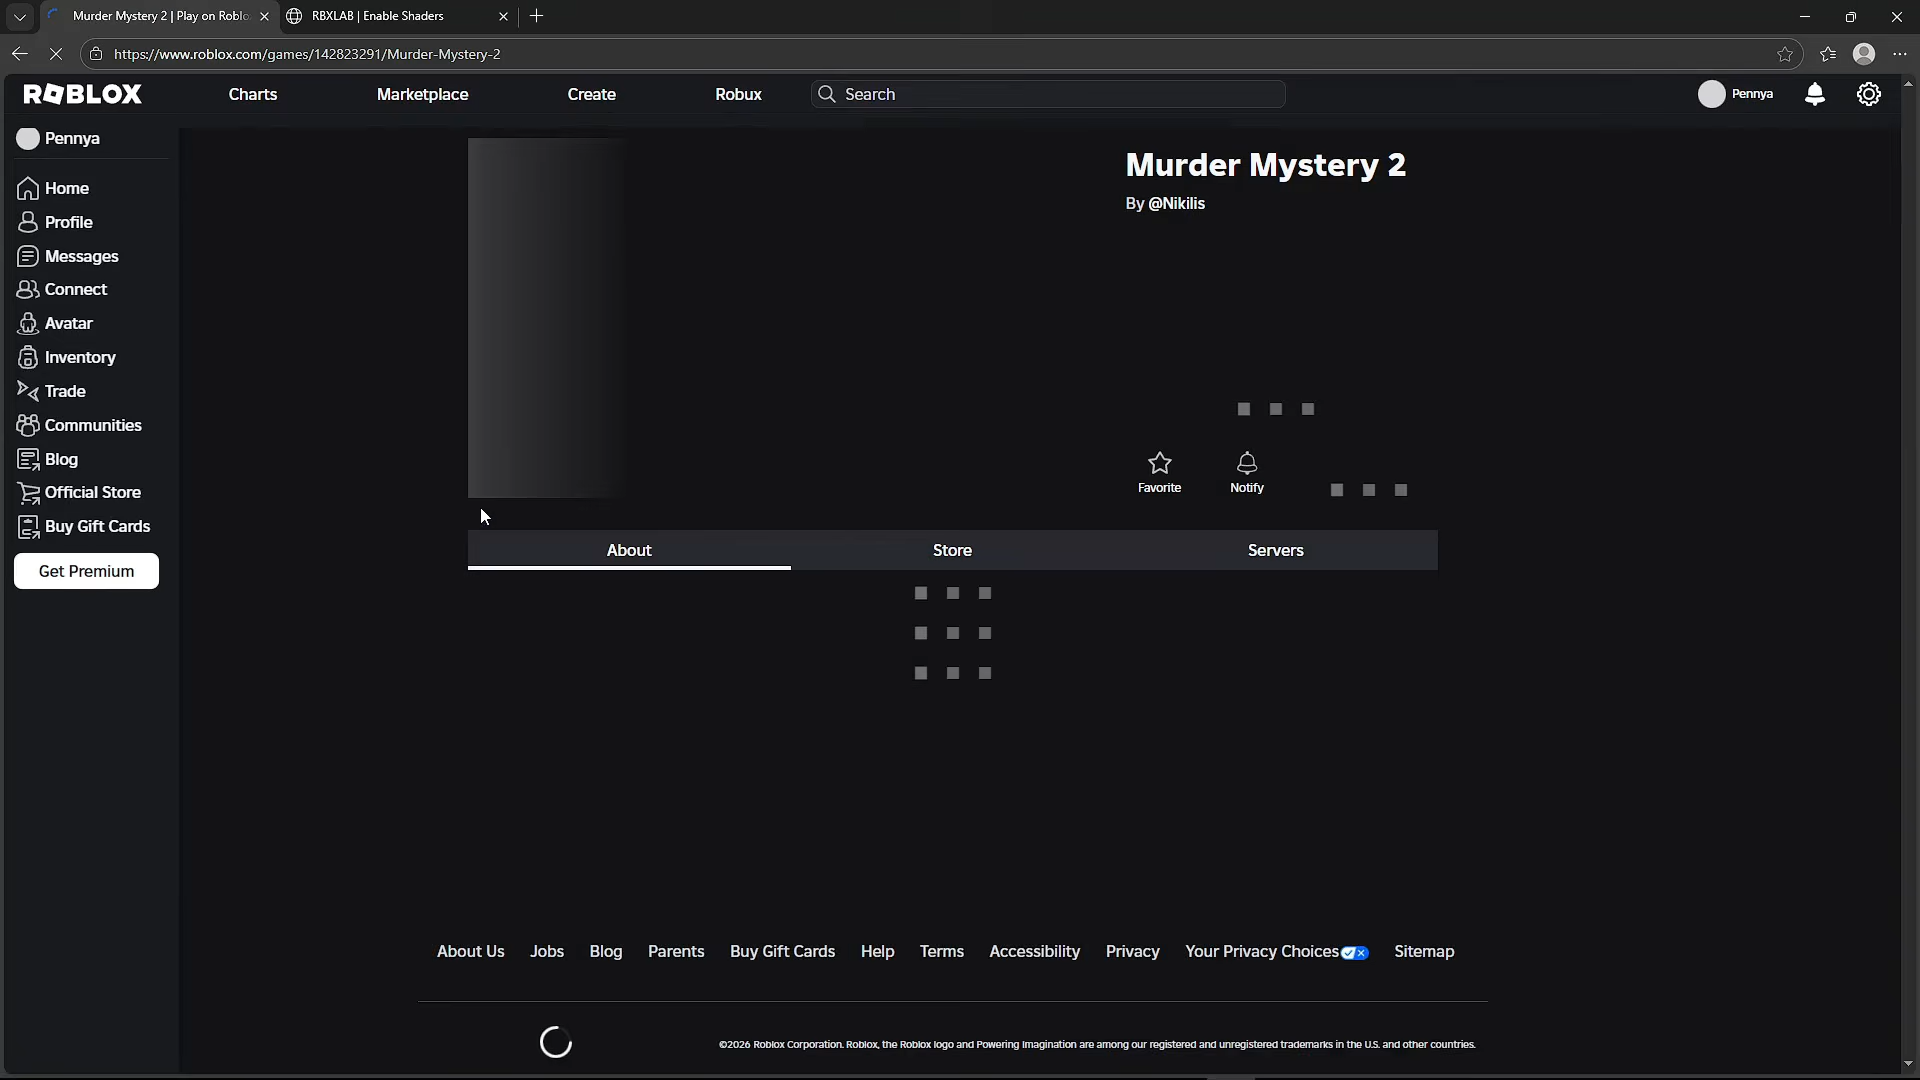 Murder Mystery 2 | Play on Roblo
RBXLAB | Enable Shaders
https://www.roblox.com/games/142823291/Murder-Mystery-2
ROBLOX
Charts
Marketplace
Create
Robux
Search
Pennya
Pennya
Home
Profile
Messages
Connect
Avatar
Inventory
Trade
Communities
Blog
Official Store
Buy Gift Cards
Get Premium
Murder Mystery 2
By @Nikilis
Favorite
Notify
About
Store
Servers
About Us
Jobs
Blog
Parents
Buy Gift Cards
Help
Terms
Accessibility
Privacy
Your Privacy Choices
Sitemap
©2026 Roblox Corporation. Roblox, the Roblox logo and Powering Imagination are among our registered and unregistered trademarks in the U.S. and other countries.